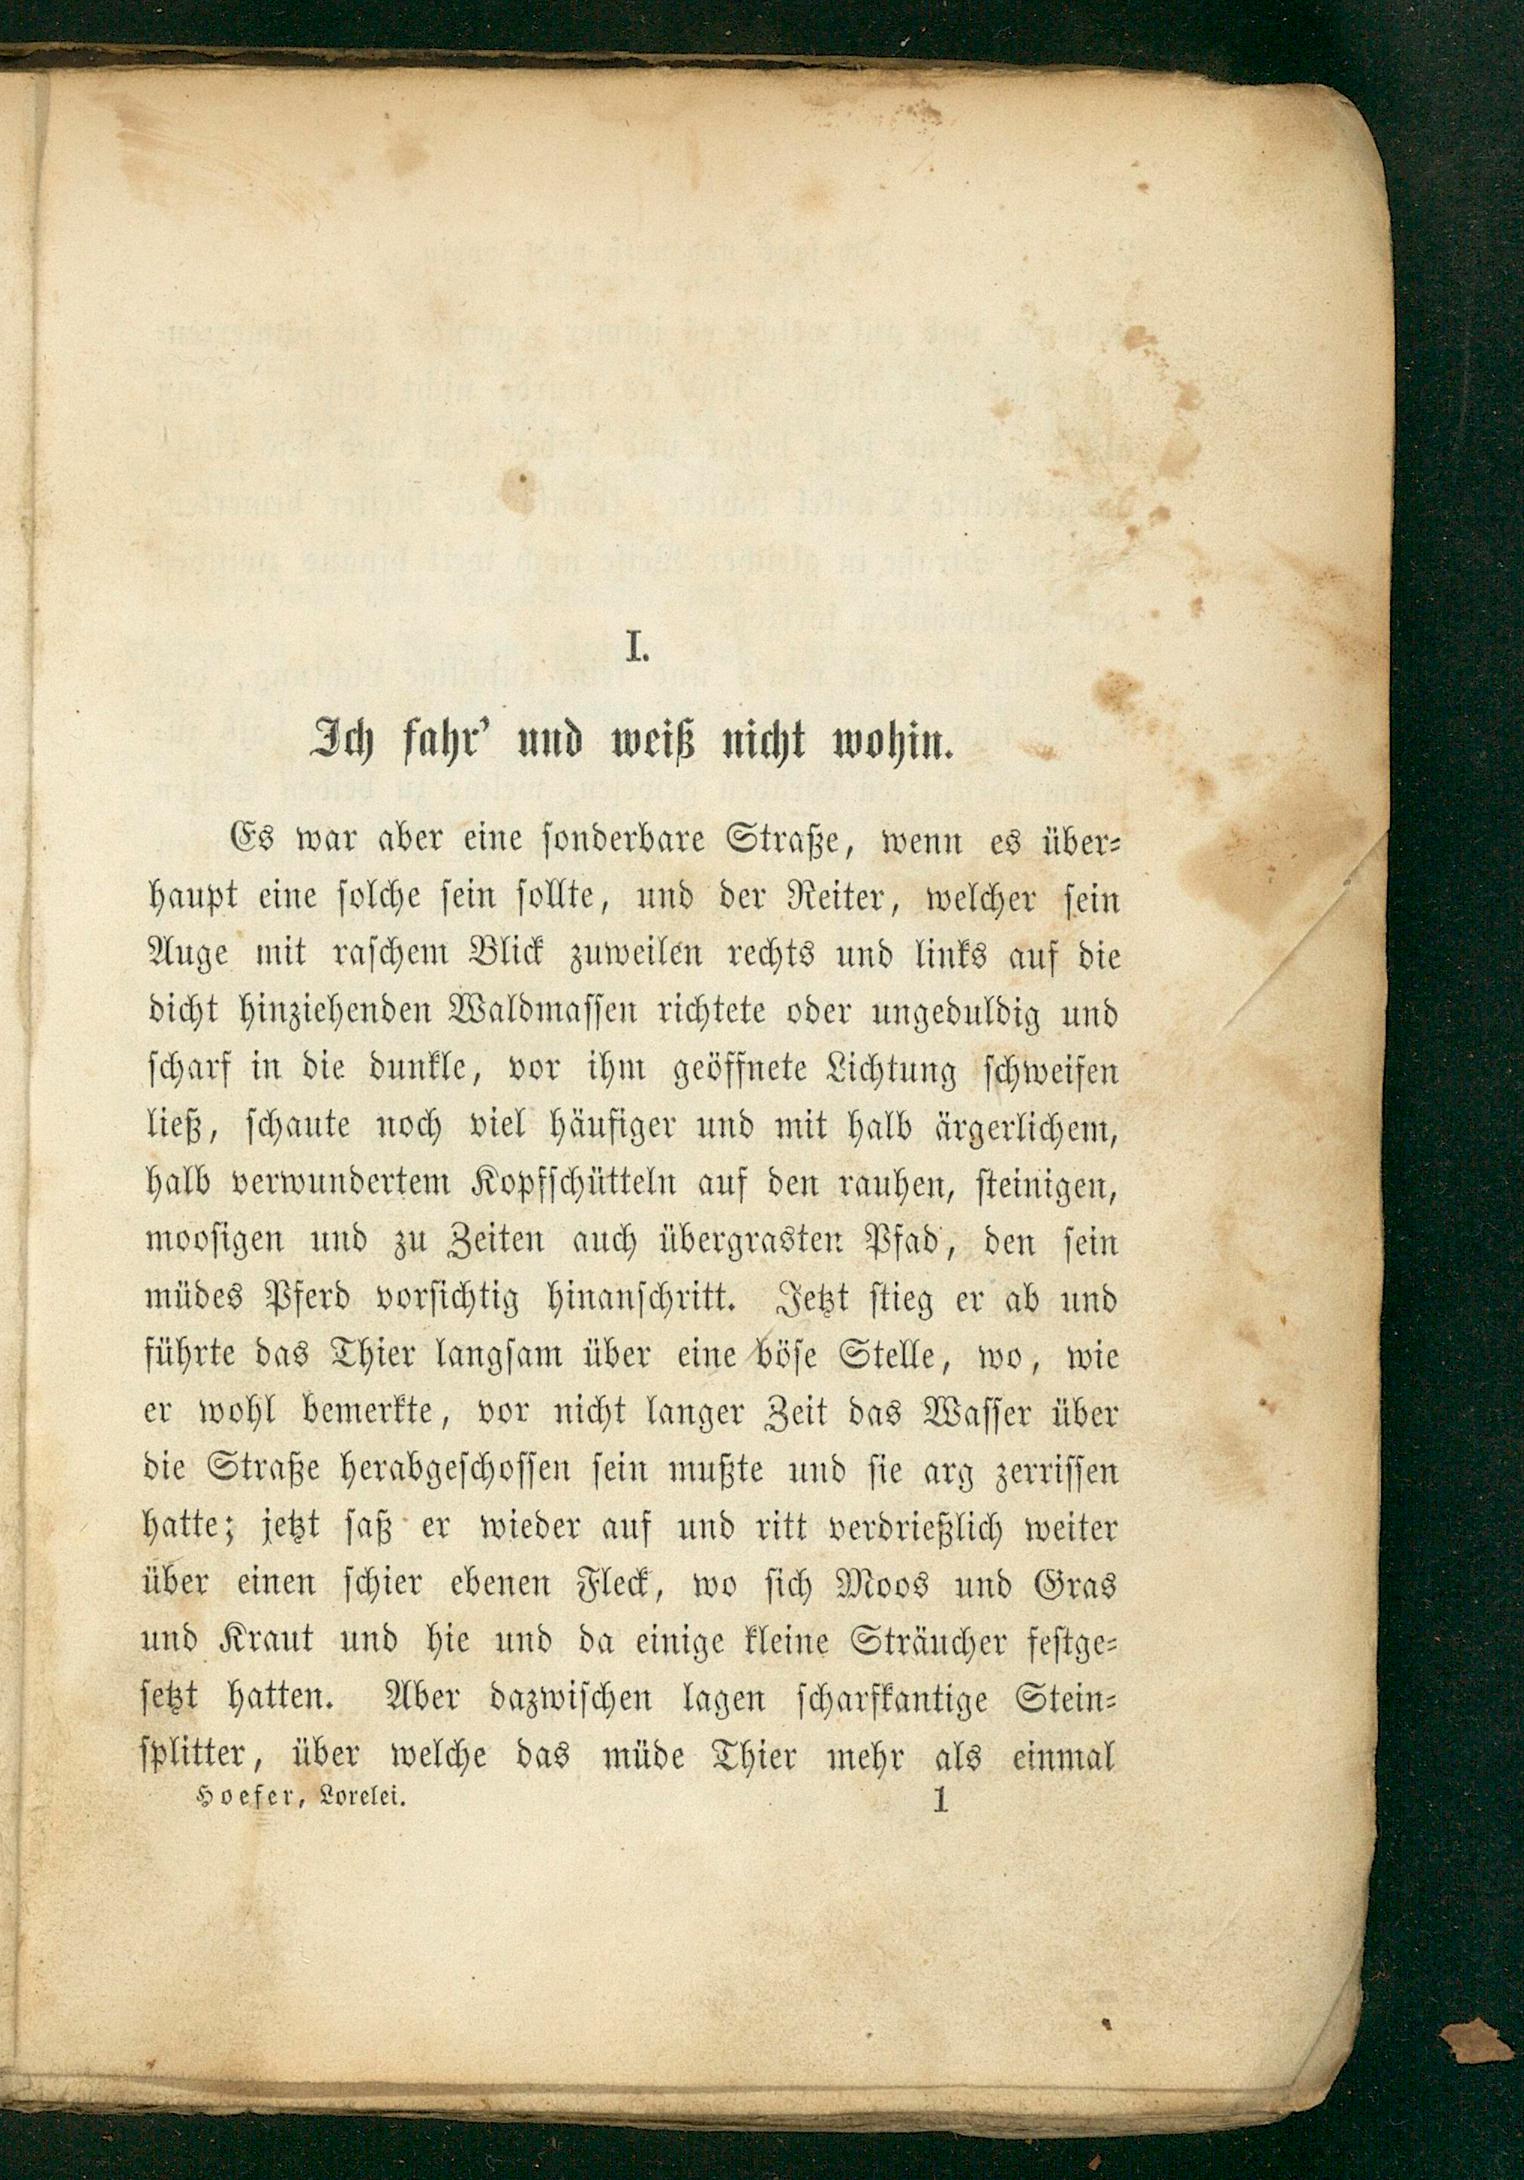 I.
Ich fahr’ und weiß nicht wohin.
Es war aber eine sonderbare Straße, wenn es über-
haupt eine solche sein sollte, und der Reiter, welcher sein
Auge mit raschem Blick zuweilen rechts und links auf die
dicht hinziehenden Waldmassen richtete oder ungeduldig und
scharf in die dunkle, vor ihm geöffnete Lichtung schweifen
ließ, schaute noch viel häufiger und mit halb ärgerlichem,
halb verwundertem Kopfschütteln auf den rauhen, steinigen,
moosigen und zu Zeiten auch übergrasten Pfad, den sein
müdes Pferd vorsichtig hinanschritt. Jetzt stieg er ab und
führte das Thier langsam über eine böse Stelle, wo, wie
er wohl bemerkte, vor nicht langer Zeit das Wasser über
die Straße herabgeschossen sein mußte und sie arg zerrissen
hatte; jetzt saß er wieder auf und ritt verdrießlich weiter
über einen schier ebenen Fleck, wo sich Moos und Gras
und Kraut und hie und da einige kleine Sträucher festge-
setzt hatten. Aber dazwischen lagen scharfkantige Stein-
splitter, über welche das müde Thier mehr als einmal
Hoefer, Lorelei. 1